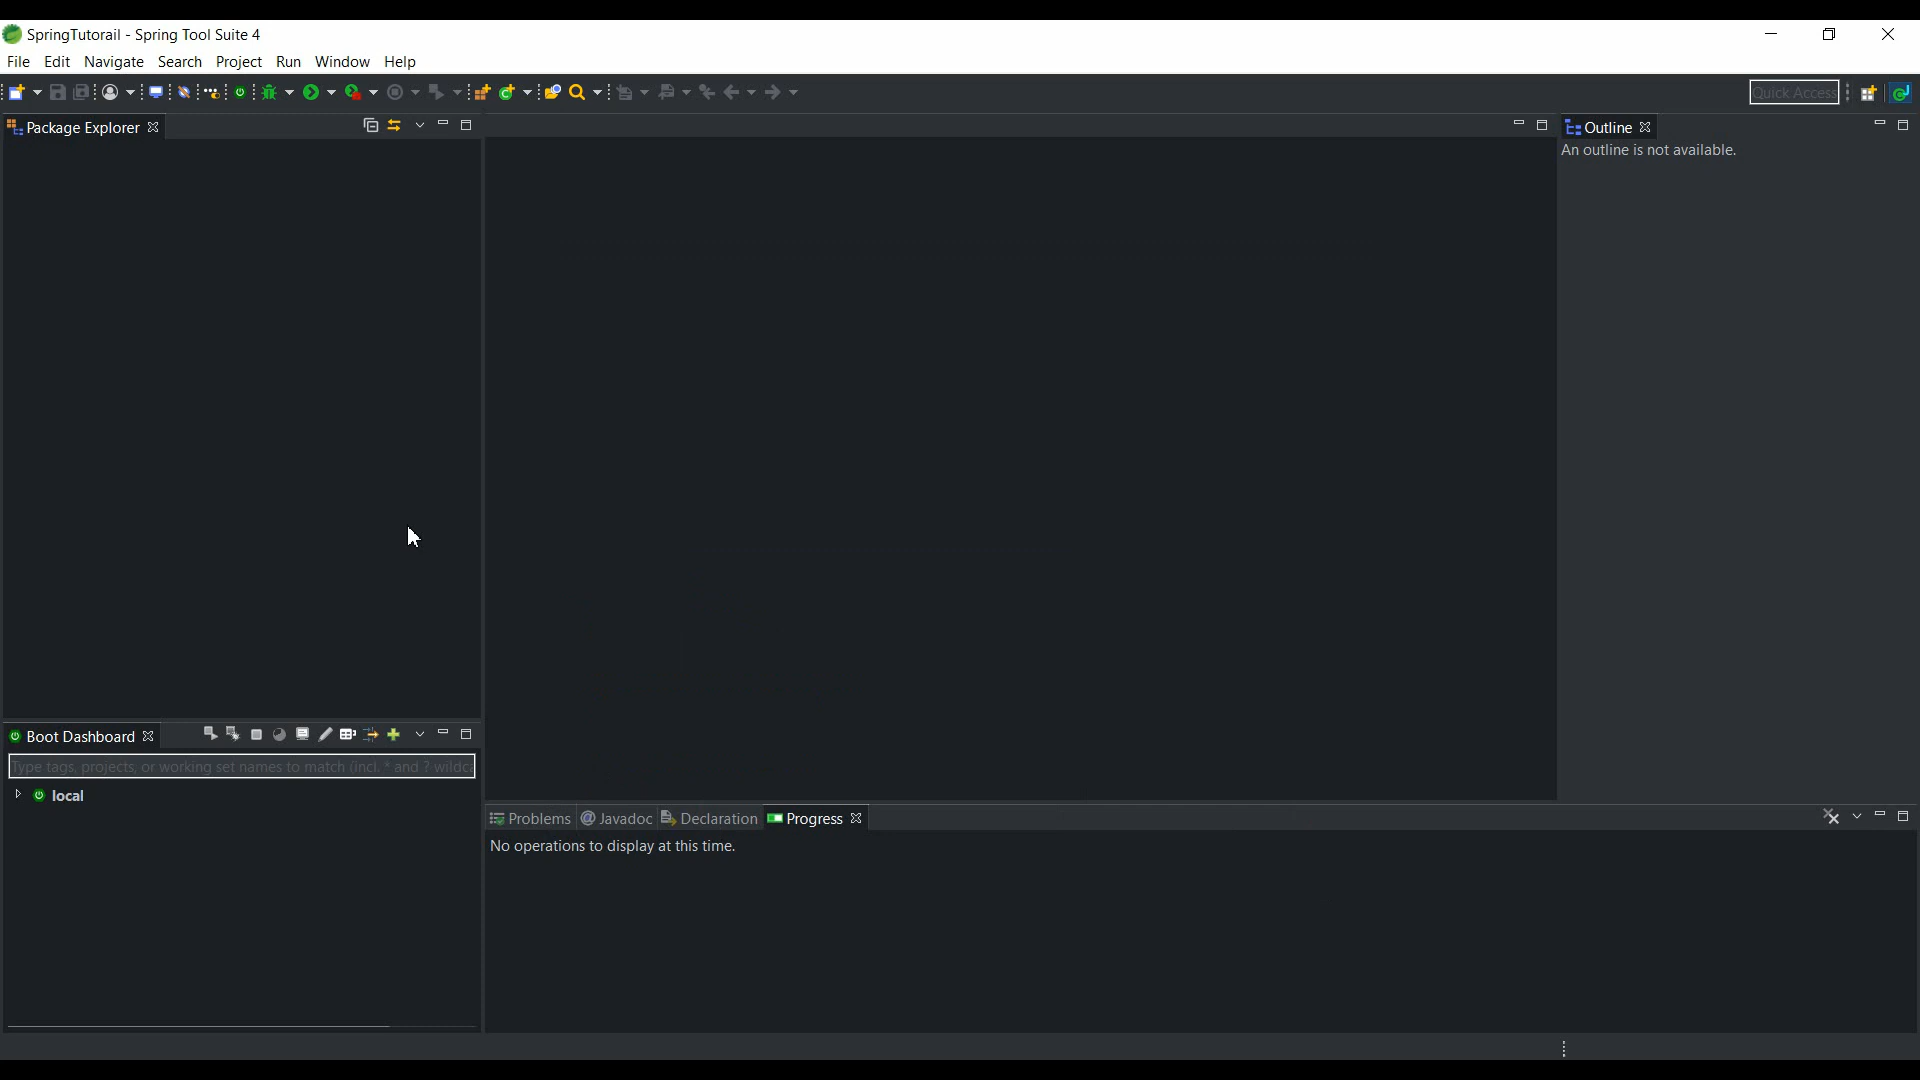 SpringTutorail - Spring Tool Suite 4
File Edit Navigate Search Project Run Window Help
Quick Access
Package Explorer
Outline
An outline is not available.
Boot Dashboard
Type tags, projects, or working set names to match (incl. * and ? wildca
local
Problems @ Javadoc Declaration Progress
No operations to display at this time.